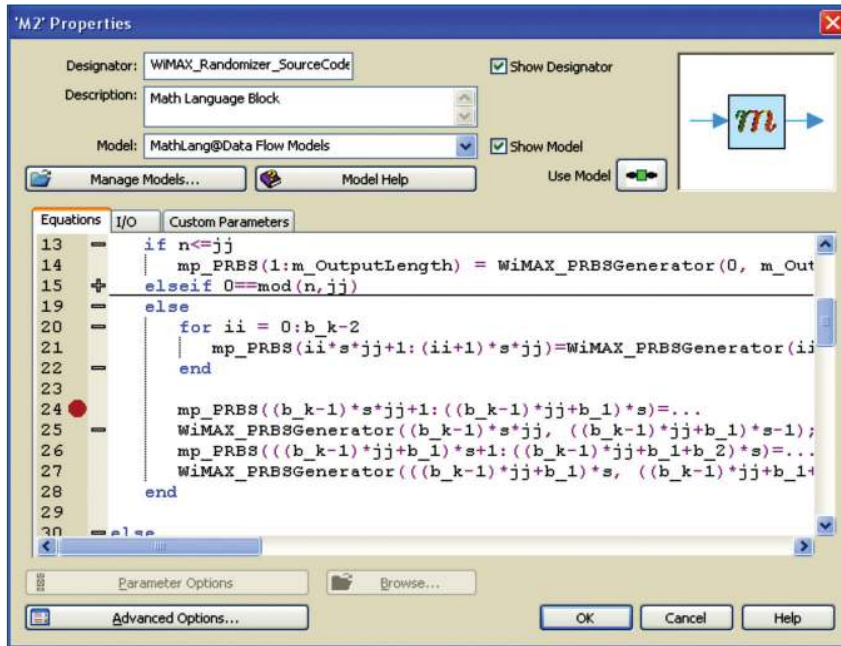 'M2' Properties
Designator: WiMAX_Randomizer_SourceCode
Show Designator
Description: Math Language Block
Model: MathLang@Data Flow Models
Show Model
Manage Models...
Model Help
Use Model
m
Equations I/O Custom Parameters
13 if n<=jj
14 mp_PRBS(1:m_OutputLength) = WiMAX_PRBSGenerator(0, m_Out
15 elseif 0==mod(n,jj)
19 else
20 for ii = 0:b_k-2
21 mp_PRBS(ii*s*jj+1:(ii+1)*s*jj)=WiMAX_PRBSGenerator(ii
22 end
23
24 mp_PRBS((b_k-1)*s*jj+1:((b_k-1)*jj+b_1)*s)=...
25 WiMAX_PRBSGenerator((b_k-1)*s*jj, ((b_k-1)*jj+b_1)*s-1);
26 mp_PRBS(((b_k-1)*jj+b_1)*s+1:((b_k-1)*jj+b_1+b_2)*s)=...
27 WiMAX_PRBSGenerator(((b_k-1)*jj+b_1)*s, ((b_k-1)*jj+b_1+
28 end
29
30 else
Parameter Options
Browse...
Advanced Options...
OK
Cancel
Help